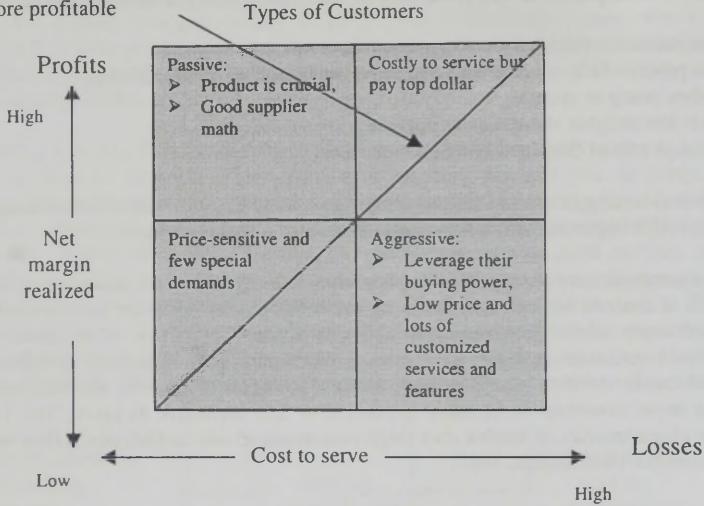 ore profitable
Types of Customers
Profits
High
Passive:
➢ Product is crucial,
➢ Good supplier
math
Costly to service but
pay top dollar
Net
margin
realized
Price-sensitive and
few special
demands
Aggressive:
➢ Leverage their
buying power,
➢ Low price and
lots of
customized
services and
features
Low
Cost to serve
Losses
High